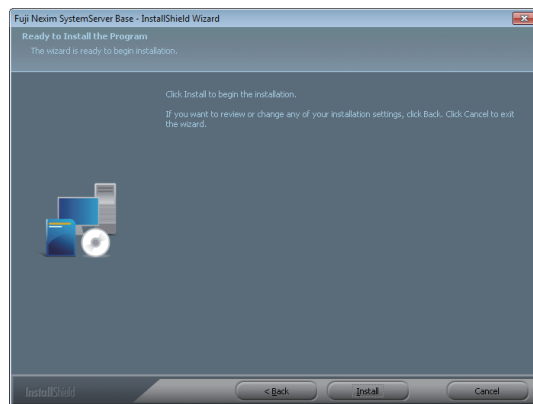 Fuji Nexim SystemServer Base - InstallShield Wizard
Ready to Install the Program
The wizard is ready to begin installation.
Click Install to begin the installation.
If you want to review or change any of your installation settings, click Back. Click Cancel to exit
the wizard.
InstallShield
< Back
Install
Cancel